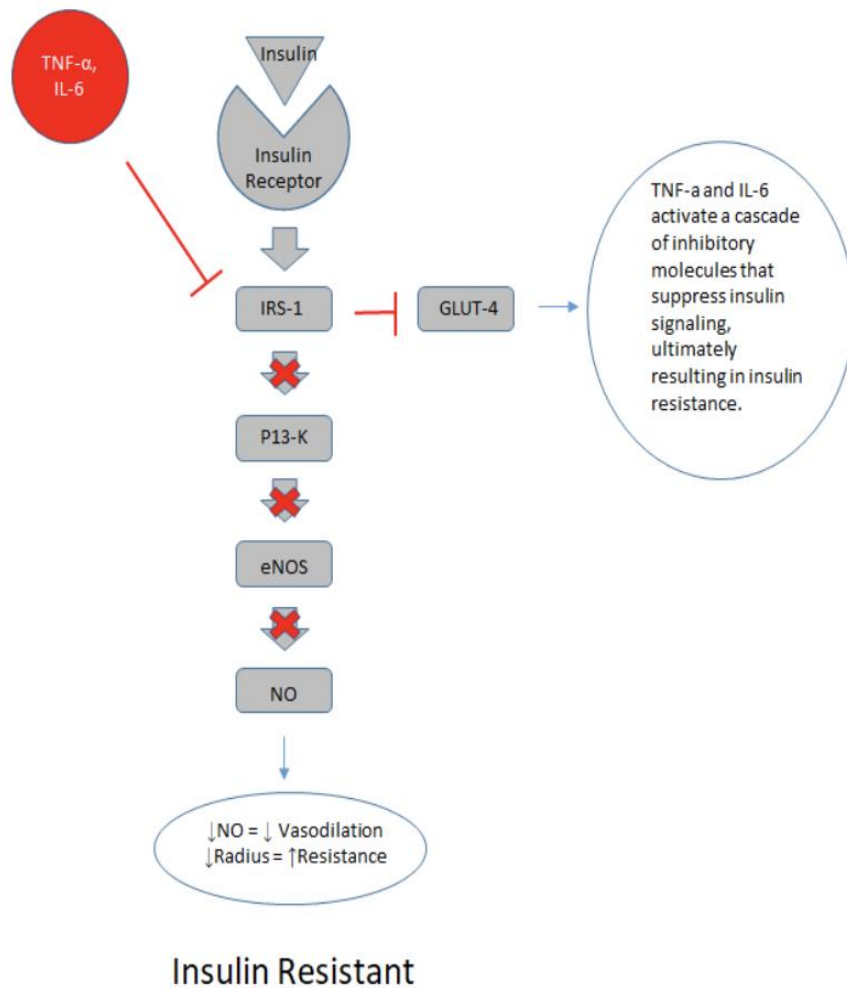 TNF-α,
IL-6
Insulin
Insulin
Receptor
TNF-a and IL-6
activate a cascade
of inhibitory
molecules that
suppress insulin
signaling,
ultimately
resulting in insulin
resistance.
IRS-1
GLUT-4
P13-K
eNOS
NO
↓NO = ↓ Vasodilation
↓Radius = ↑Resistance
Insulin Resistant